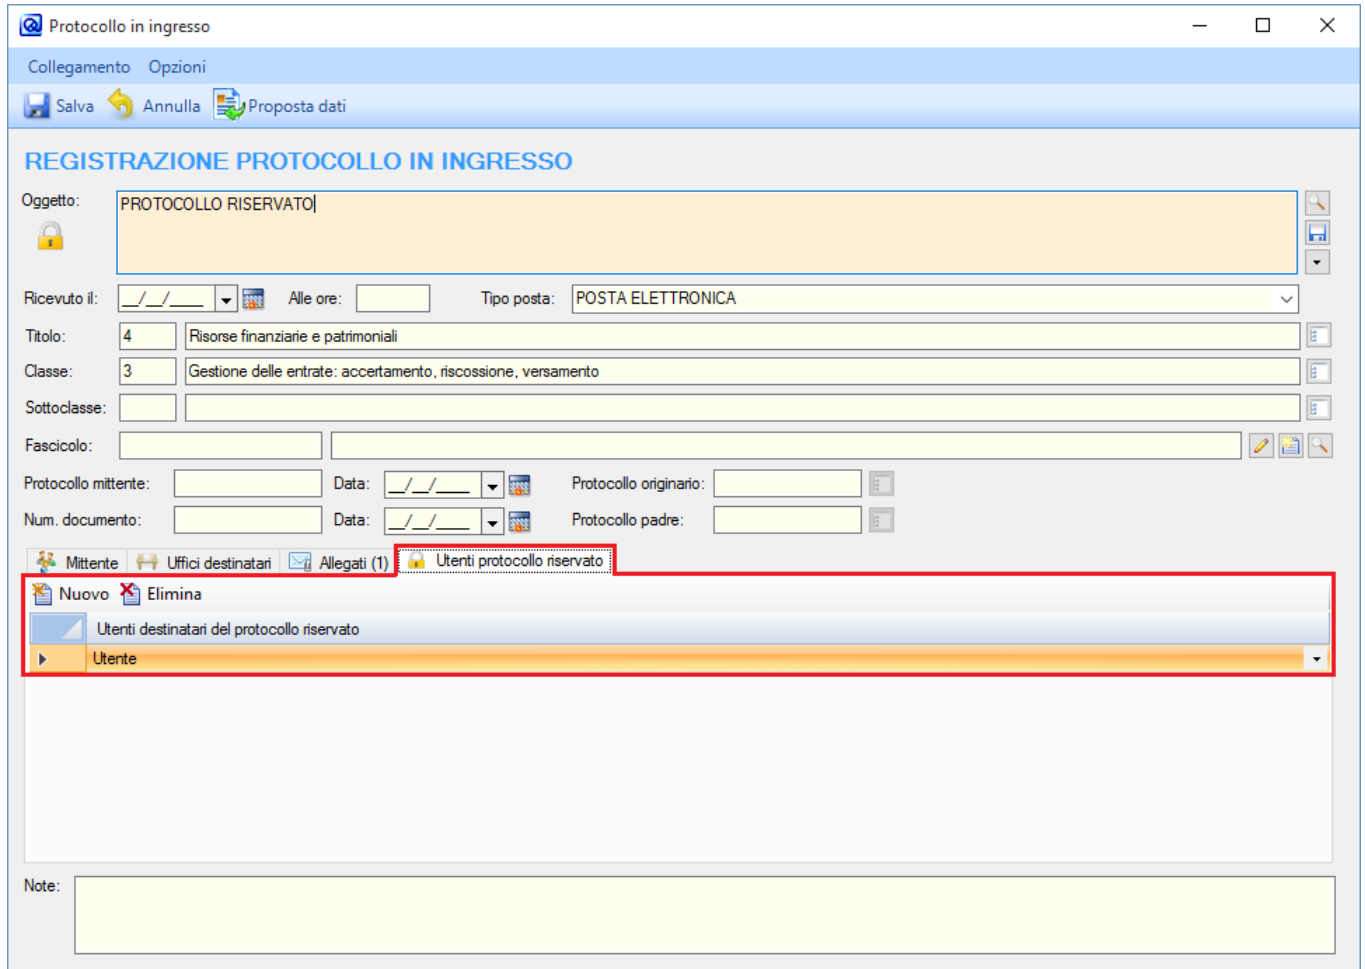 Protocollo in ingresso
Collegamento Opzioni
Salva Annulla Proposta dati
REGISTRAZIONE PROTOCOLLO IN INGRESSO
Oggetto: PROTOCOLLO RISERVATO
Ricevuto il: __/__/____ Alle ore: Tipo posta: POSTA ELETTRONICA
Titolo: 4 Risorse finanziarie e patrimoniali
Classe: 3 Gestione delle entrate: accertamento, riscossione, versamento
Sottoclasse:
Fascicolo:
Protocollo mittente: Data: __/__/____ Protocollo originario:
Num. documento: Data: __/__/____ Protocollo padre:
Mittente Uffici destinatari Allegati (1) Utenti protocollo riservato
Nuovo Elimina
Utenti destinatari del protocollo riservato
Utente
Note: